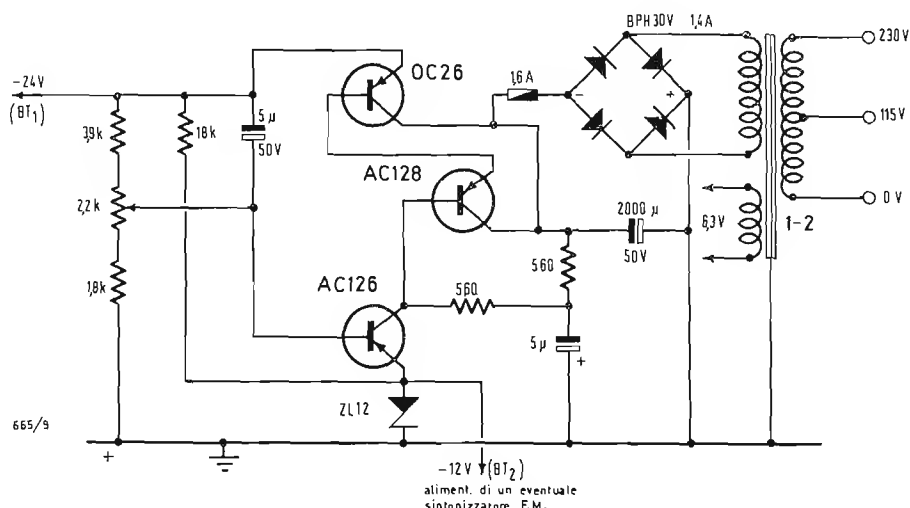 BPH30V 1,4A
230V
OC26
1,6A
- +
-24V
(BT1)
5µ
50V
3,9k
18k
115V
AC128
2,2k
2000µ
50V
6,3V
0V
1-2
1,8k
AC126
560
560
5µ
+
ZL12
665/9
+
-12V (BT2)
aliment. di un eventuale
sintonizzatore F.M.